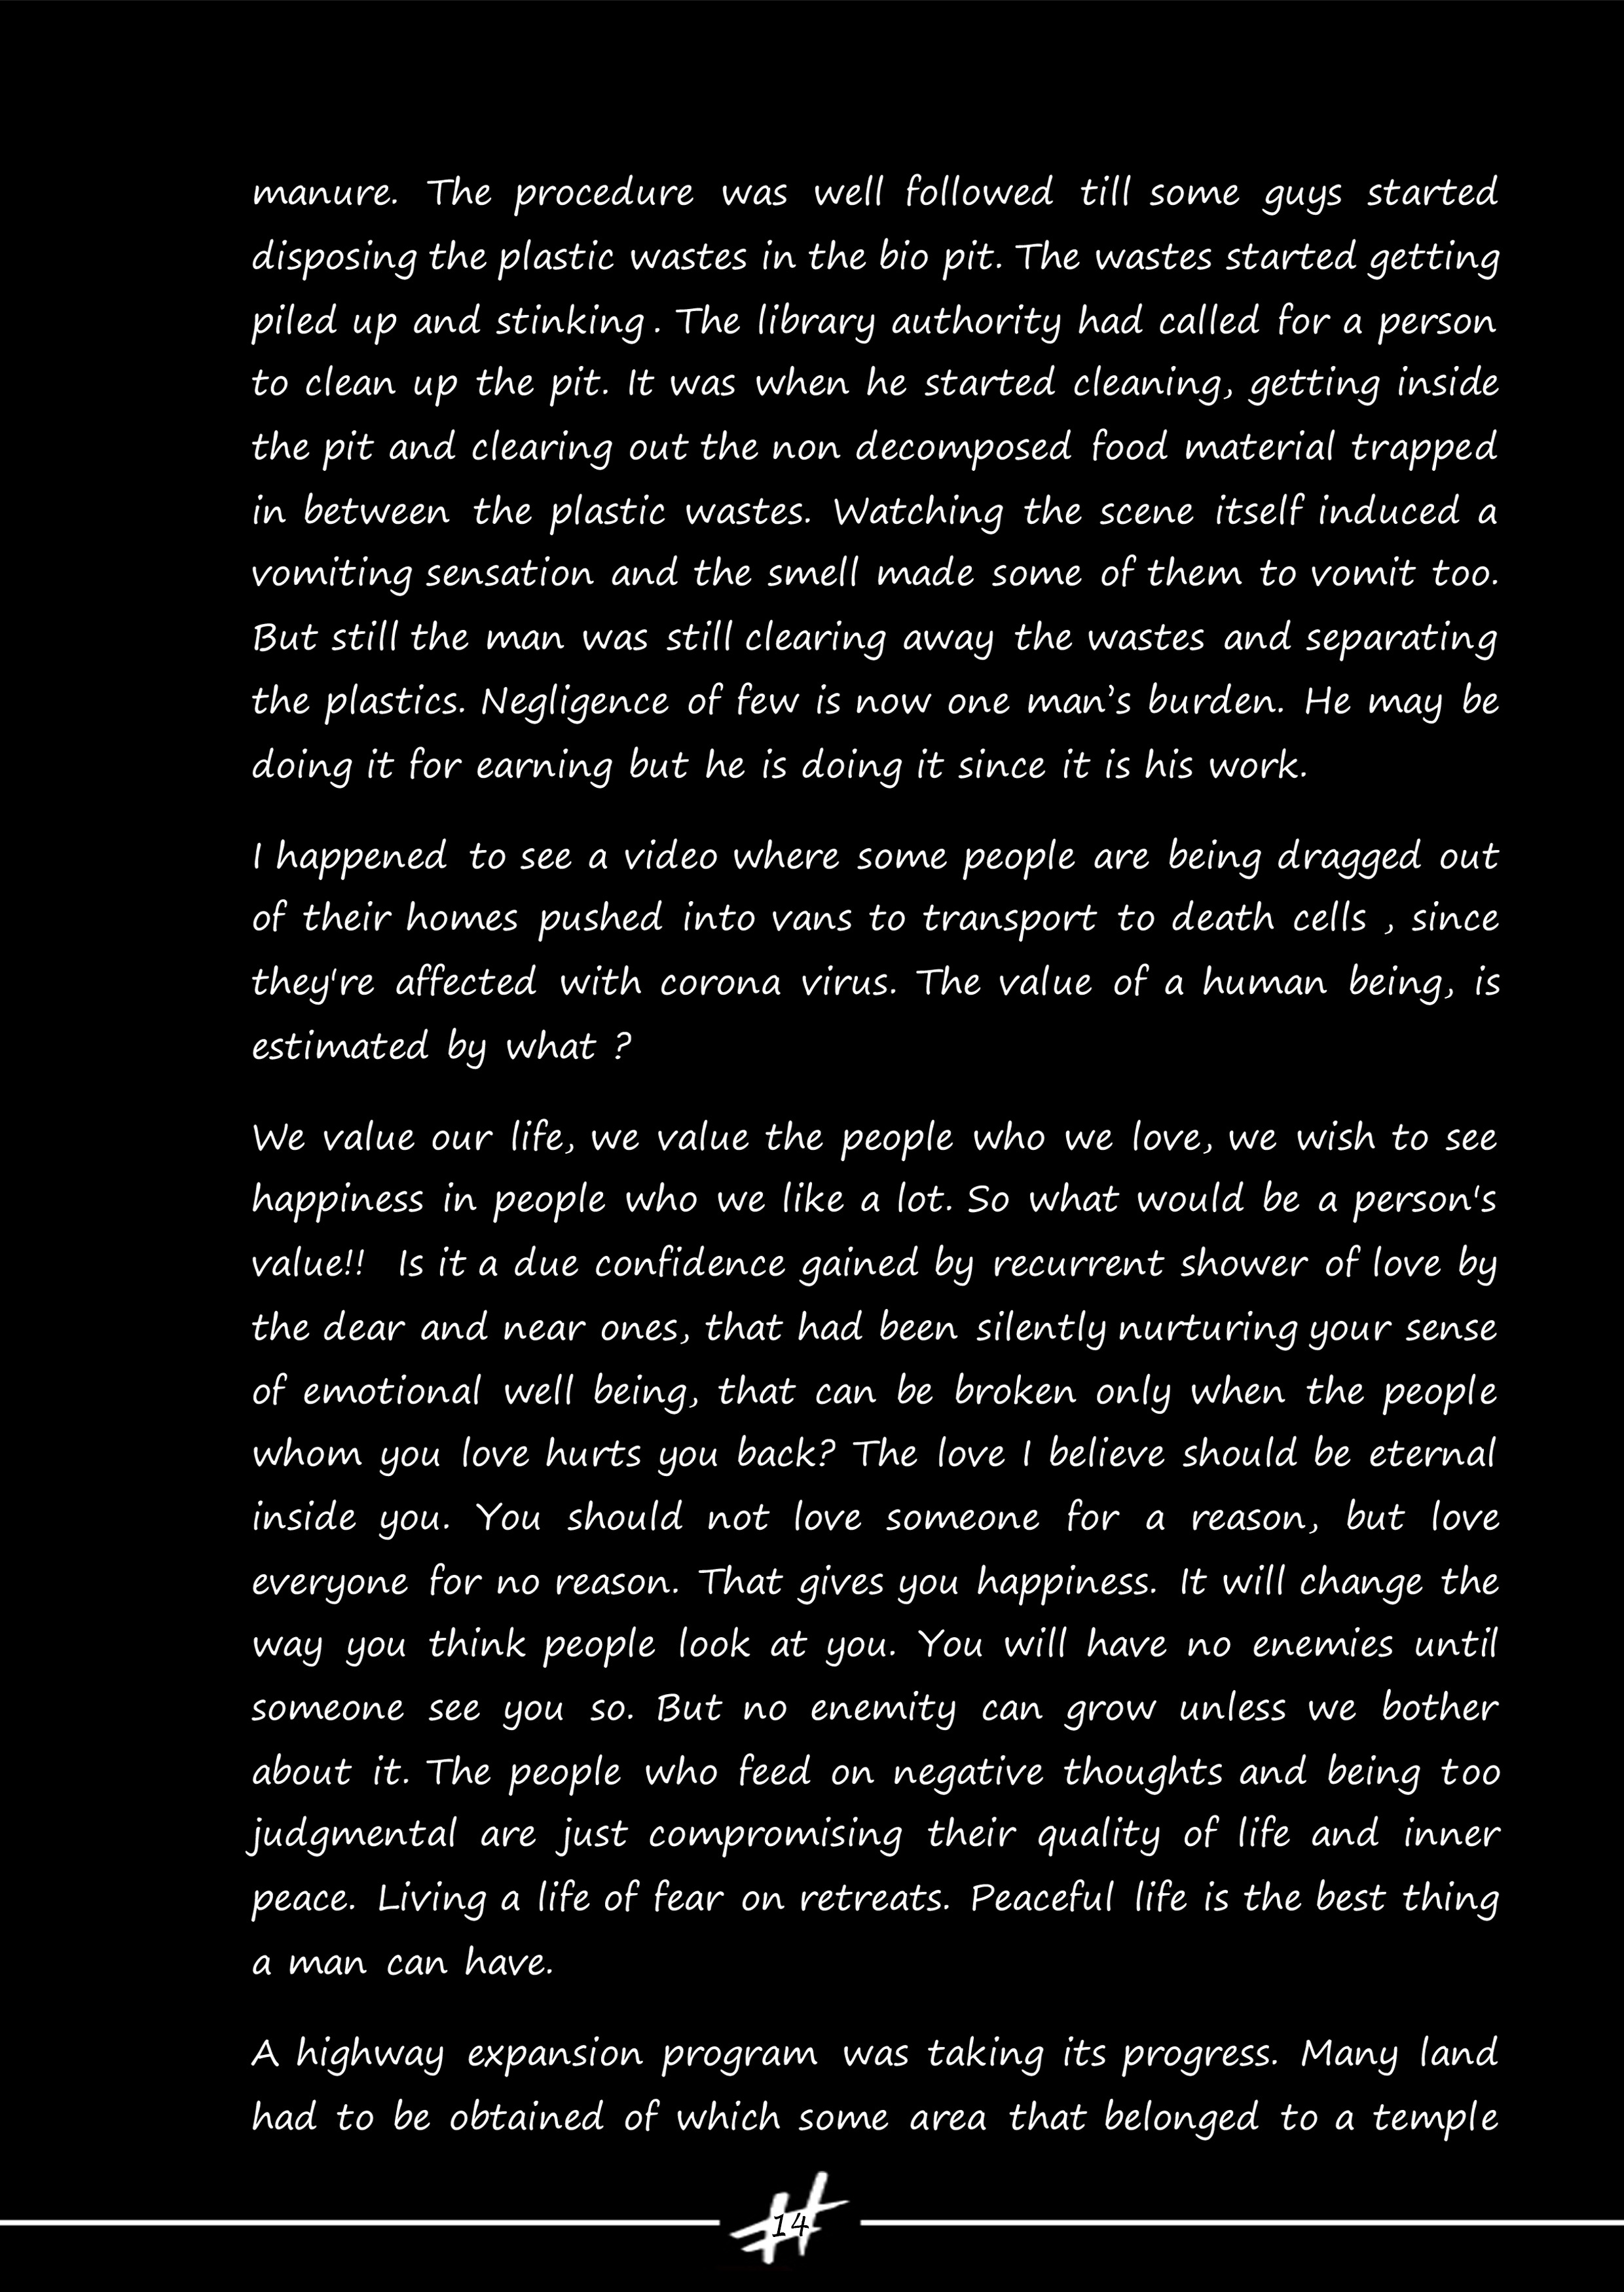 manure. The procedure was well followed till some guys started
disposing the plastic wastes in the bio pit. The wastes started getting
piled up and stinking . The library authority had called for a person
to clean up the pit. It was when he started cleaning, getting inside
the pit and clearing out the non decomposed food material trapped
in between the plastic wastes. Watching the scene itself induced a
vomiting sensation and the smell made some of them to vomit too.
But still the man was still clearing away the wastes and separating
the plastics. Negligence of few is now one man’s burden. He may be
doing it for earning but he is doing it since it is his work.
I happened to see a video where some people are being dragged out
of their homes pushed into vans to transport to death cells , since
they're affected with corona virus. The value of a human being, is
estimated by what ?
We value our life, we value the people who we love, we wish to see
happiness in people who we like a lot. So what would be a person's
value!! Is it a due confidence gained by recurrent shower of love by
the dear and near ones, that had been silently nurturing your sense
of emotional well being, that can be broken only when the people
whom you love hurts you back? The love I believe should be eternal
inside you. You should not love someone for a reason, but love
everyone for no reason. That gives you happiness. It will change the
way you think people look at you. You will have no enemies until
someone see you so. But no enemity can grow unless we bother
about it. The people who feed on negative thoughts and being too
judgmental are just compromising their quality of life and inner
peace. Living a life of fear on retreats. Peaceful life is the best thing
a man can have.
A highway expansion program was taking its progress. Many land
had to be obtained of which some area that belonged to a temple
14